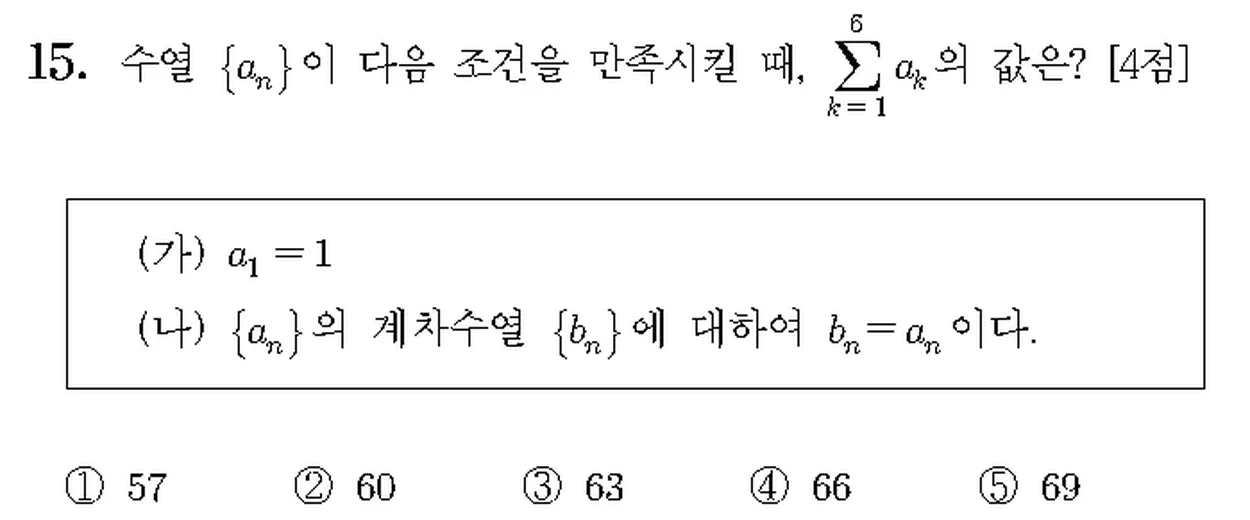 15. 수열 {aₙ}이 다음 조건을 만족시킬 때, $\sum_{k=1}^{6} a_k$의 값은? [4점]
(가) a₁ = 1
(나) {aₙ}의 계차수열 {bₙ}에 대하여 bₙ = aₙ이다.
① 57 ② 60 ③ 63 ④ 66 ⑤ 69